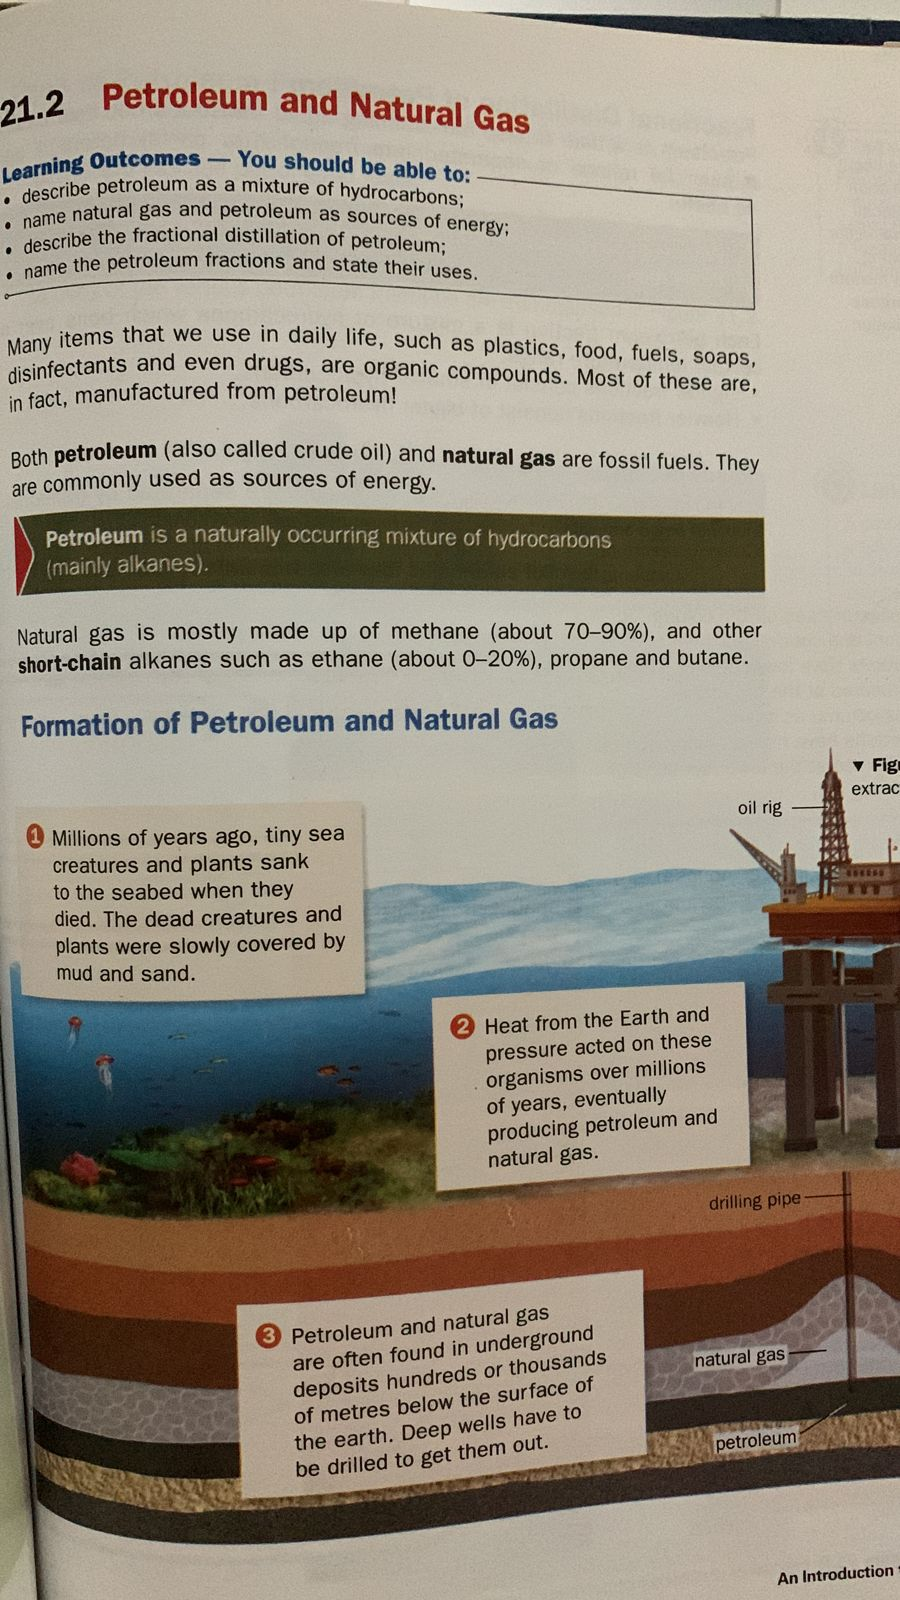 21.2 Petroleum and Natural Gas
Learning Outcomes — You should be able to:
• describe petroleum as a mixture of hydrocarbons;
• name natural gas and petroleum as sources of energy;
• describe the fractional distillation of petroleum;
• name the petroleum fractions and state their uses.
Many items that we use in daily life, such as plastics, food, fuels, soaps,
disinfectants and even drugs, are organic compounds. Most of these are,
in fact, manufactured from petroleum!
Both petroleum (also called crude oil) and natural gas are fossil fuels. They
are commonly used as sources of energy.
Petroleum is a naturally occurring mixture of hydrocarbons
(mainly alkanes).
Natural gas is mostly made up of methane (about 70–90%), and other
short-chain alkanes such as ethane (about 0–20%), propane and butane.
Formation of Petroleum and Natural Gas
▼ Fig
extrac
oil rig
1 Millions of years ago, tiny sea
creatures and plants sank
to the seabed when they
died. The dead creatures and
plants were slowly covered by
mud and sand.
2 Heat from the Earth and
pressure acted on these
organisms over millions
of years, eventually
producing petroleum and
natural gas.
drilling pipe
3 Petroleum and natural gas
are often found in underground
deposits hundreds or thousands
of metres below the surface of
the earth. Deep wells have to
be drilled to get them out.
natural gas
petroleum
An Introduction